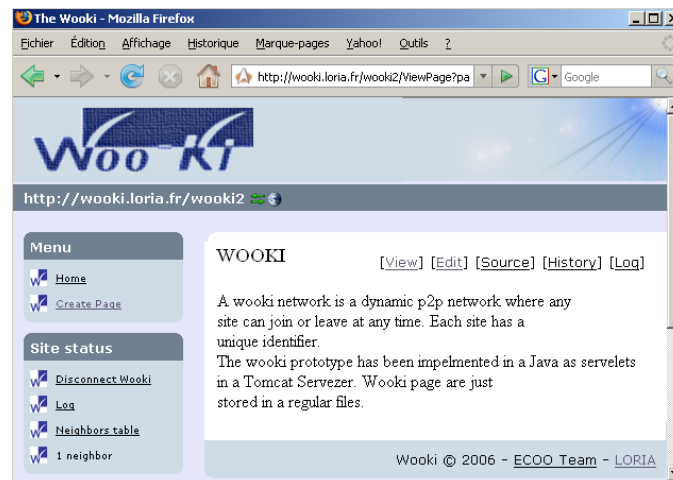 The Wooki - Mozilla Firefox
Fichier Édition Affichage Historique Marque-pages Yahoo! Outils ?
http://wooki.loria.fr/wooki2/ViewPage?pa G Google
Woo-Ki
http://wooki.loria.fr/wooki2
Menu
Home
Create Page
Site status
Disconnect Wooki
Log
Neighbors table
1 neighbor
WOOKI
[View] [Edit] [Source] [History] [Log]
A wooki network is a dynamic p2p network where any
site can join or leave at any time. Each site has a
unique identifier.
The wooki prototype has been impelmented in a Java as servelets
in a Tomcat Servezer. Wooki page are just
stored in a regular files.
Wooki © 2006 - ECOO Team - LORIA